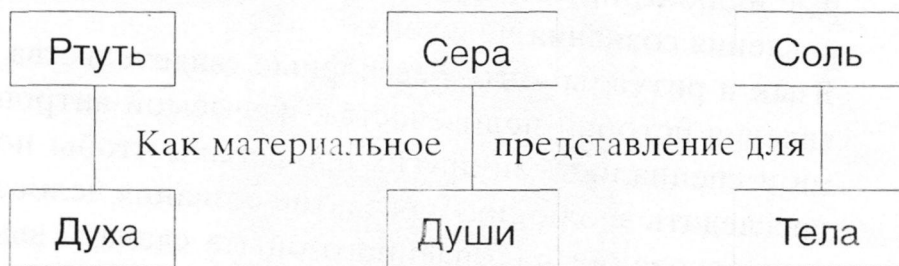 Ртуть Сера Соль
Как материальное представление для
Духа Души Тела